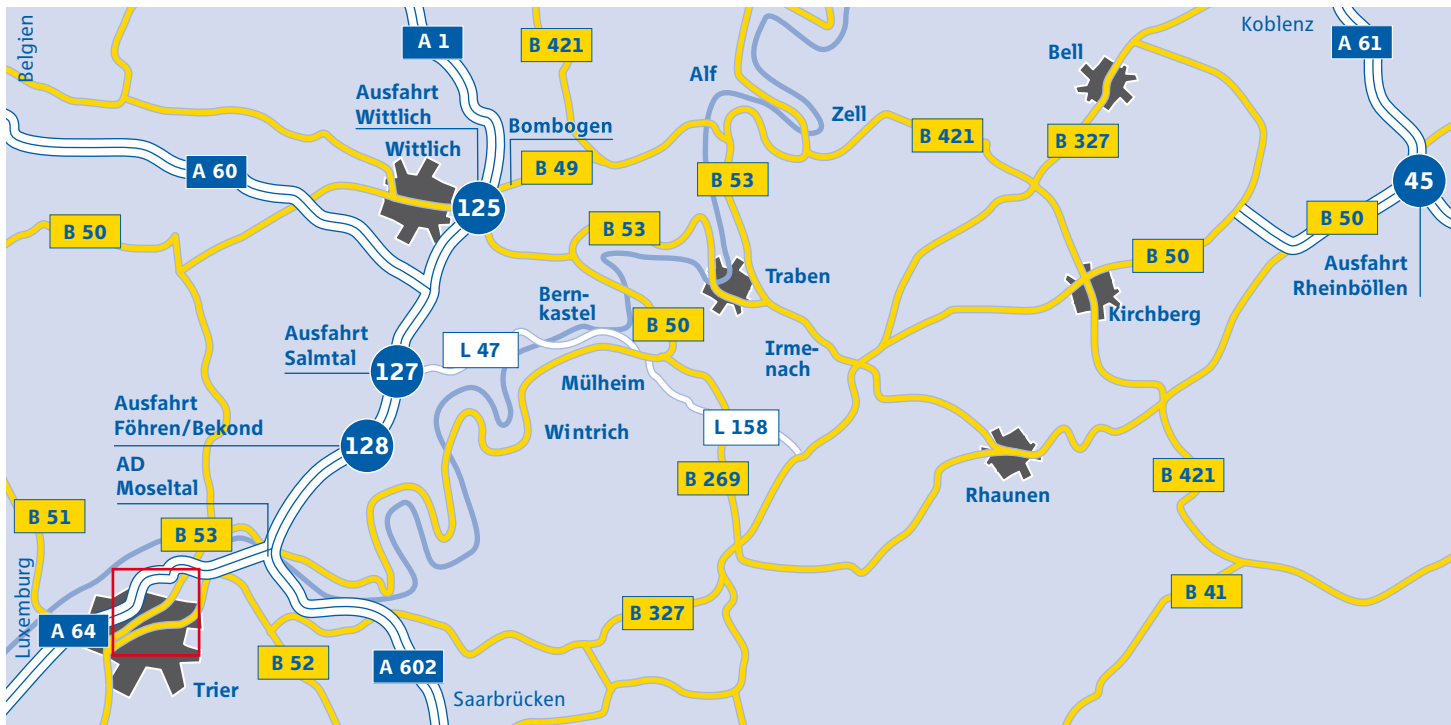 Belgien
A 1
B 421
Koblenz
A 61
Bell
Alf
Ausfahrt
Wittlich
Zell
Bombogen
Wittlich
B 421
B 327
A 60
B 49
B 53
125
45
B 50
B 53
B 50
B 50
Ausfahrt
Rheinböllen
Traben
Bern-
kastel
Kirchberg
B 50
Ausfahrt
Salmtal
L 47
Irme-
nach
127
Mülheim
Ausfahrt
Föhren/Bekond
L 158
Wintrich
128
AD
Moseltal
B 269
B 421
Rhaunen
B 51
B 53
Luxemburg
B 41
B 327
A 64
B 52
A 602
Trier
Saarbrücken